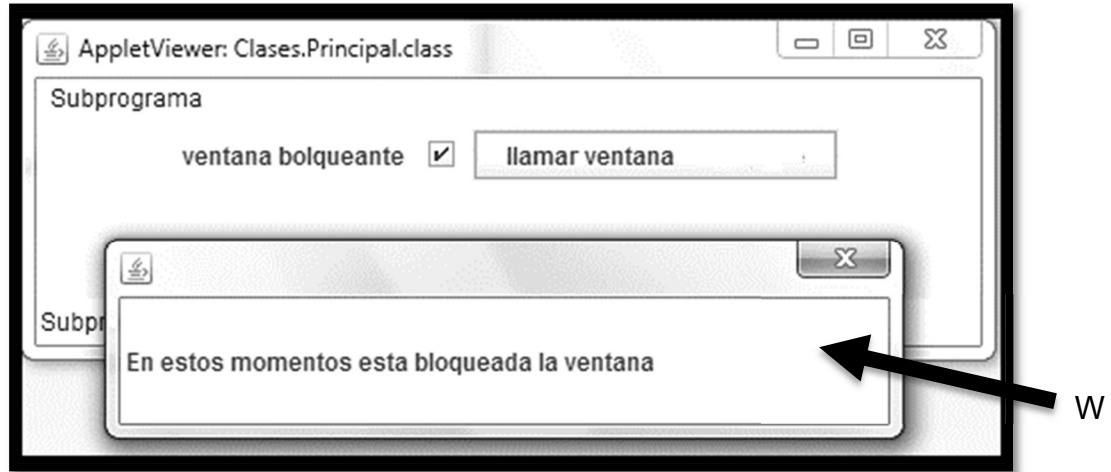 AppletViewer: Clases.Principal.class
Subprograma
ventana bolqueante llamar ventana
Subpr
En estos momentos esta bloqueada la ventana
W